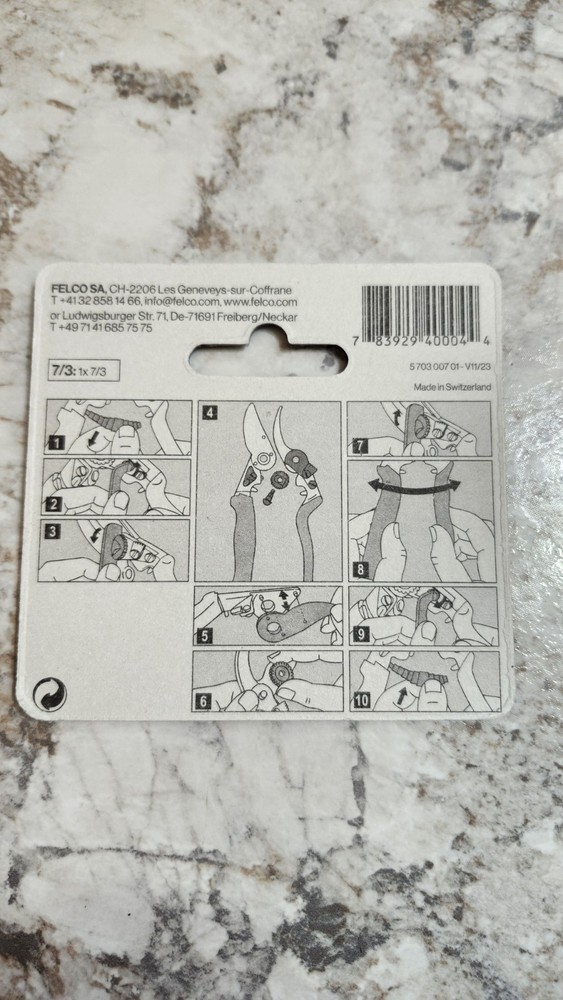 FELCO SA, CH-2206 Les Geneveys-sur-Coffrane
T +41 32 858 14 66, info@felco.com, www.felco.com
or Ludwigsburger Str. 71, De-71691 Freiberg/Neckar
T +49 71 41 685 75 75
7 83929 40004 4
7/3: 1x 7/3
5 703 007 01 - V11/23
Made in Switzerland
1
2
3
4
5
6
7
8
9
10